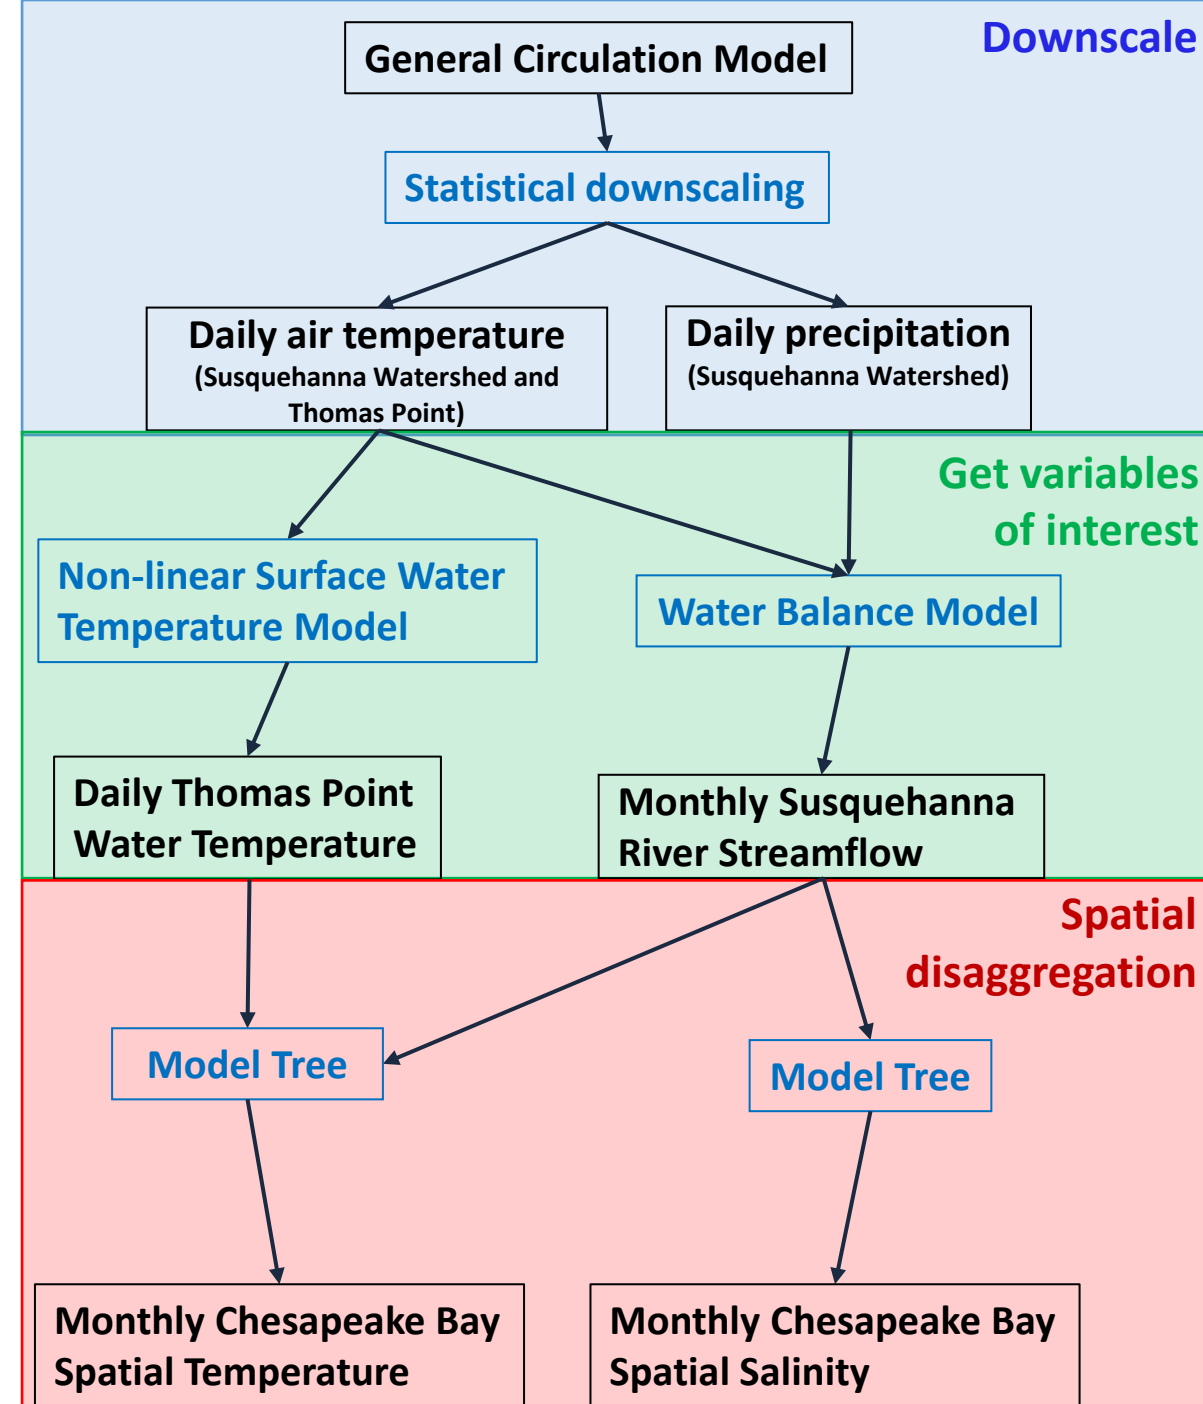 Downscale
General Circulation Model
Statistical downscaling
Daily air temperature
(Susquehanna Watershed and
Thomas Point)
Daily precipitation
(Susquehanna Watershed)
Get variables
of interest
Non-linear Surface Water
Temperature Model
Water Balance Model
Daily Thomas Point
Water Temperature
Monthly Susquehanna
River Streamflow
Spatial
disaggregation
Model Tree
Model Tree
Monthly Chesapeake Bay
Spatial Temperature
Monthly Chesapeake Bay
Spatial Salinity